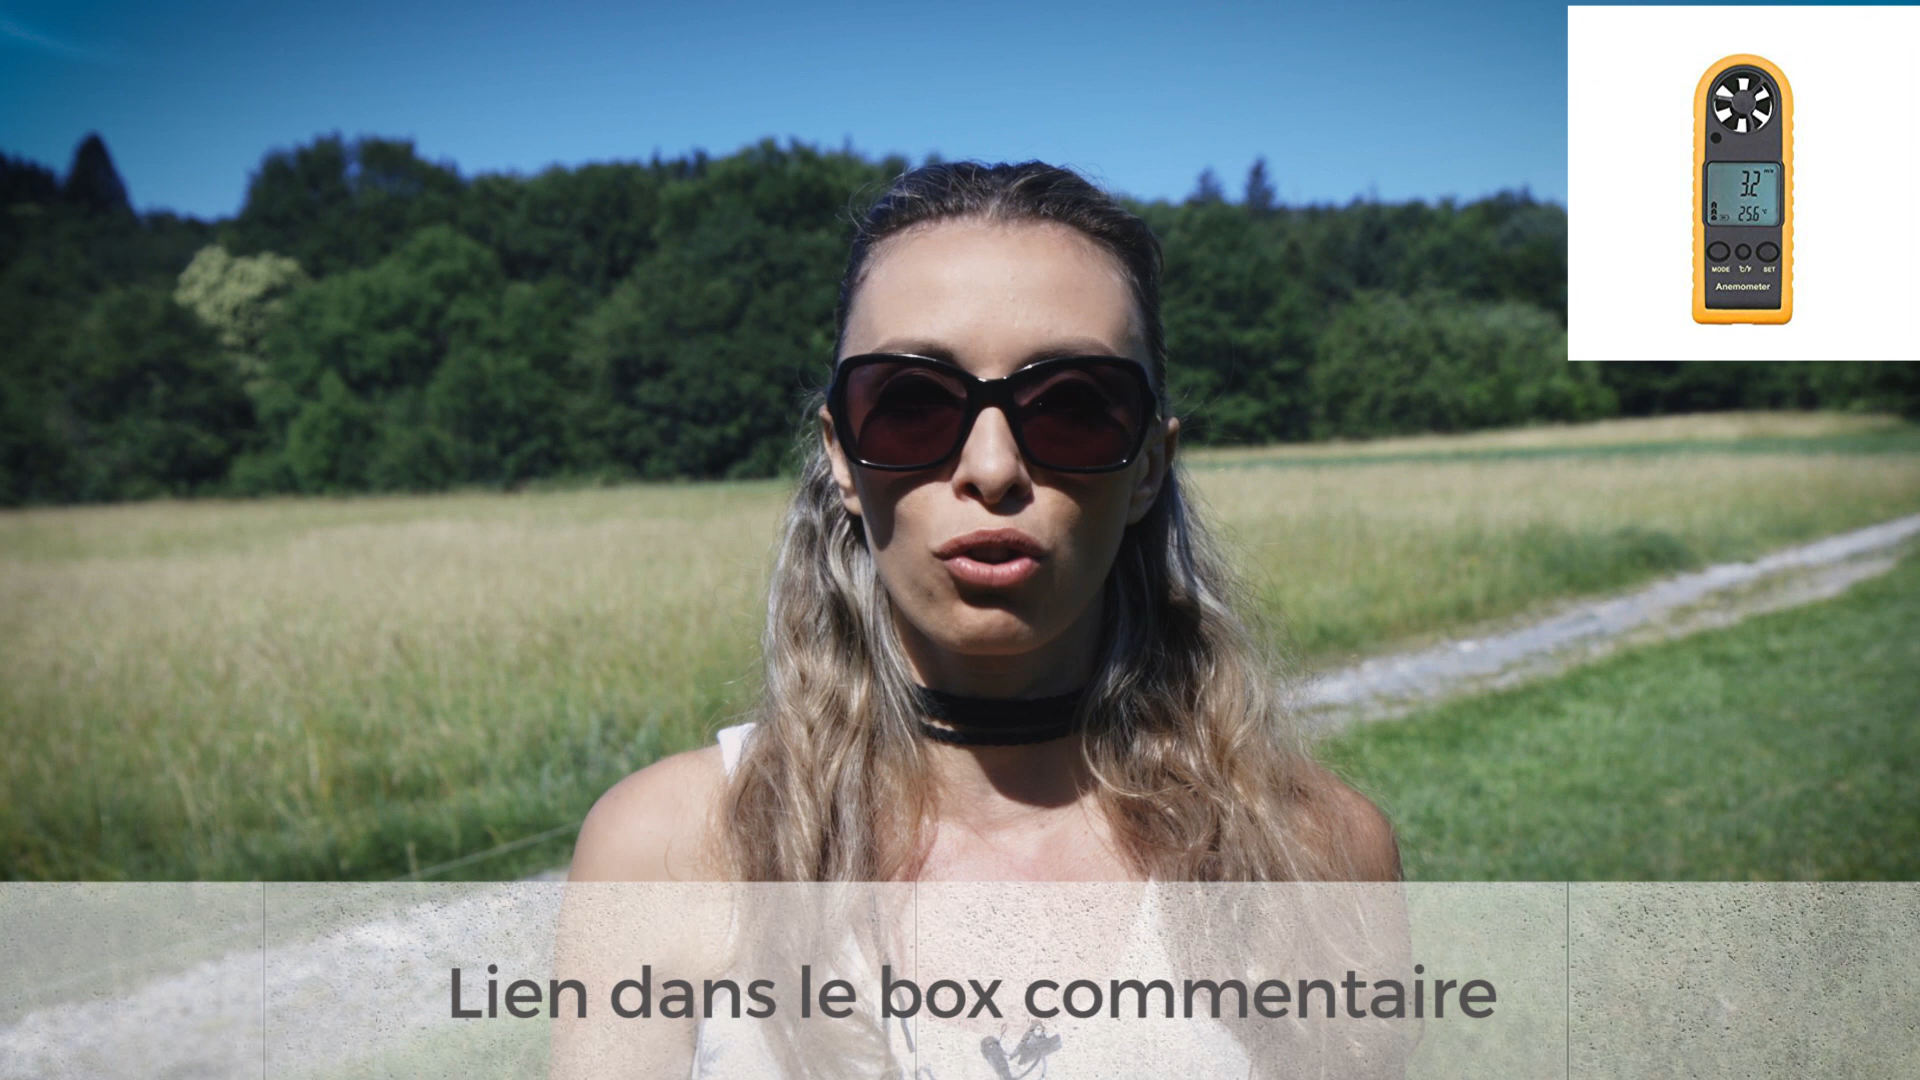 3.2 m/s
25.6 °C
MODE °C/°F SET
Anemometer
Lien dans le box commentaire